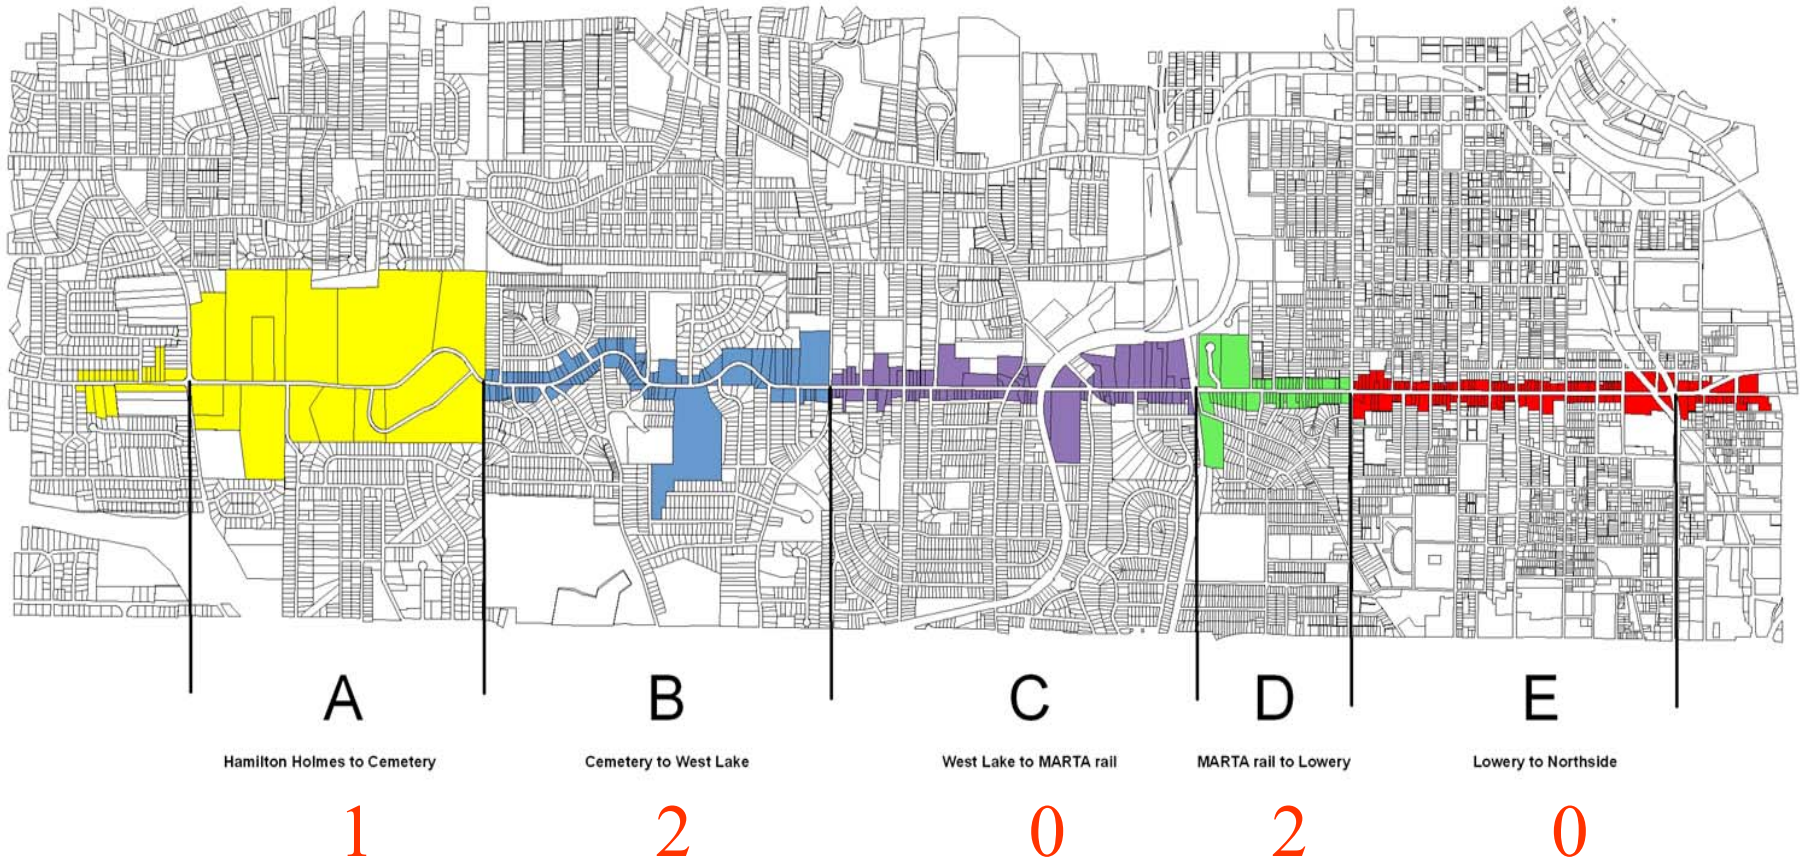 A B C D E
Hamilton Holmes to Cemetery Cemetery to West Lake West Lake to MARTA rail MARTA rail to Lowery Lowery to Northside
1 2 0 2 0